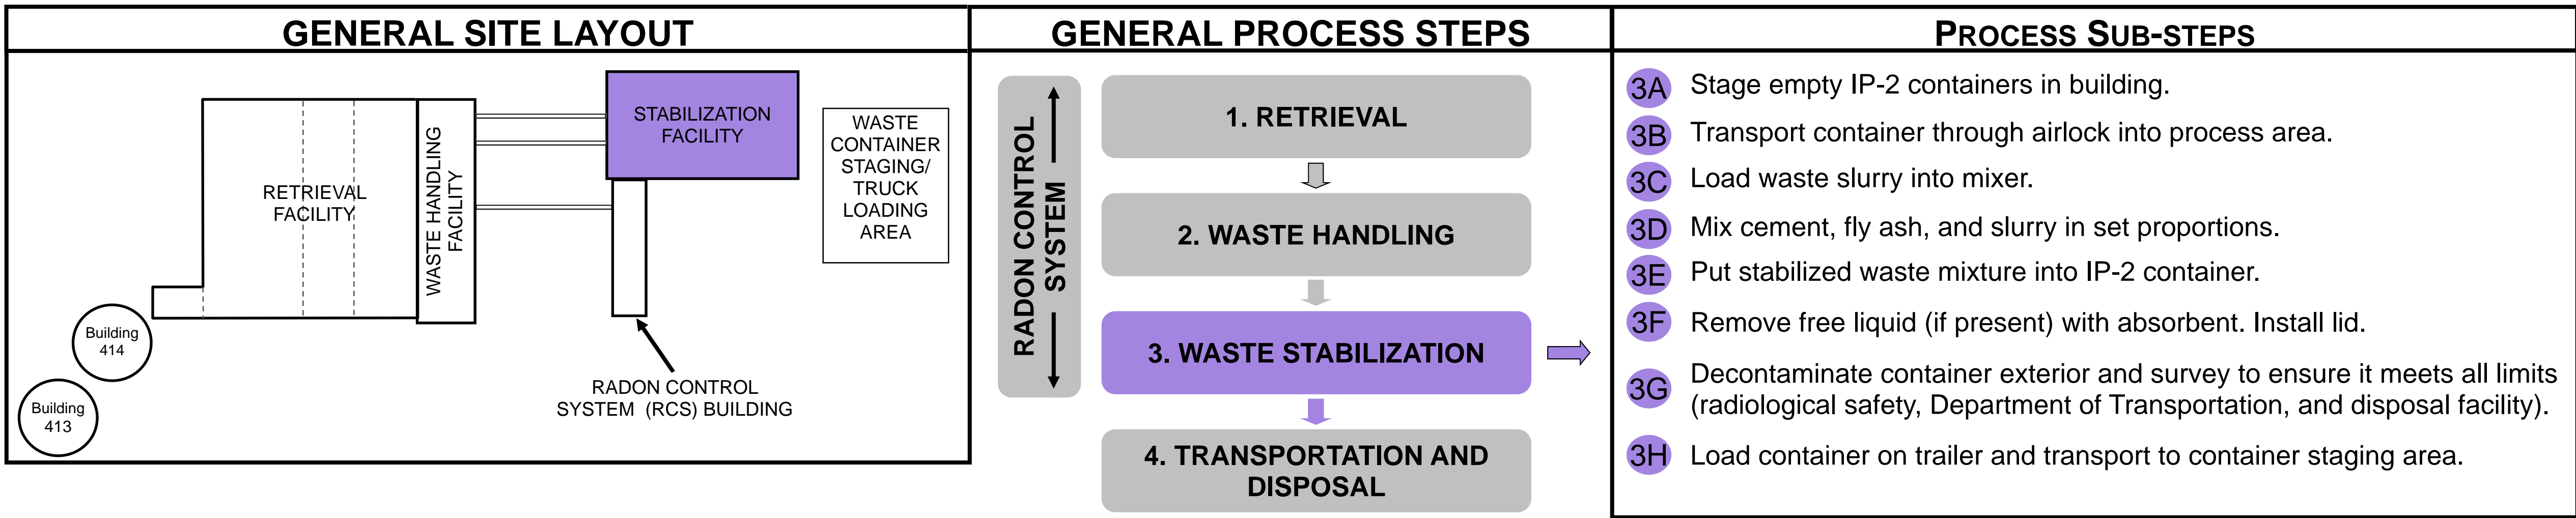 GENERAL SITE LAYOUT
RETRIEVAL
FACILITY
WASTE HANDLING
FACILITY
STABILIZATION
FACILITY
WASTE
CONTAINER
STAGING/
TRUCK
LOADING
AREA
Building
414
Building
413
RADON CONTROL
SYSTEM (RCS) BUILDING
GENERAL PROCESS STEPS
RADON CONTROL
SYSTEM
1. RETRIEVAL
2. WASTE HANDLING
3. WASTE STABILIZATION
4. TRANSPORTATION AND
DISPOSAL
PROCESS SUB-STEPS
3A Stage empty IP-2 containers in building.
3B Transport container through airlock into process area.
3C Load waste slurry into mixer.
3D Mix cement, fly ash, and slurry in set proportions.
3E Put stabilized waste mixture into IP-2 container.
3F Remove free liquid (if present) with absorbent. Install lid.
3G Decontaminate container exterior and survey to ensure it meets all limits
(radiological safety, Department of Transportation, and disposal facility).
3H Load container on trailer and transport to container staging area.